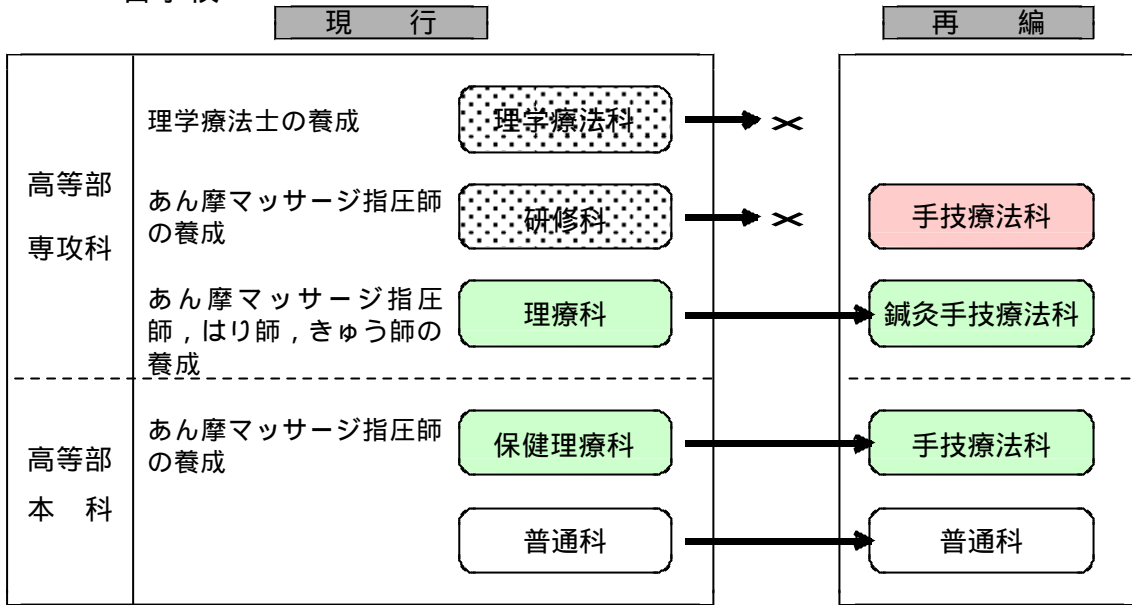 現 行
再 編
高等部
専攻科
理学療法士の養成
理学療法科
×
あん摩マッサージ指圧師
の養成
研修科
×
手技療法科
あん摩マッサージ指圧
師，はり師，きゅう師の
養成
理療科
鍼灸手技療法科
高等部
本 科
あん摩マッサージ指圧師
の養成
保健理療科
手技療法科
普通科
普通科